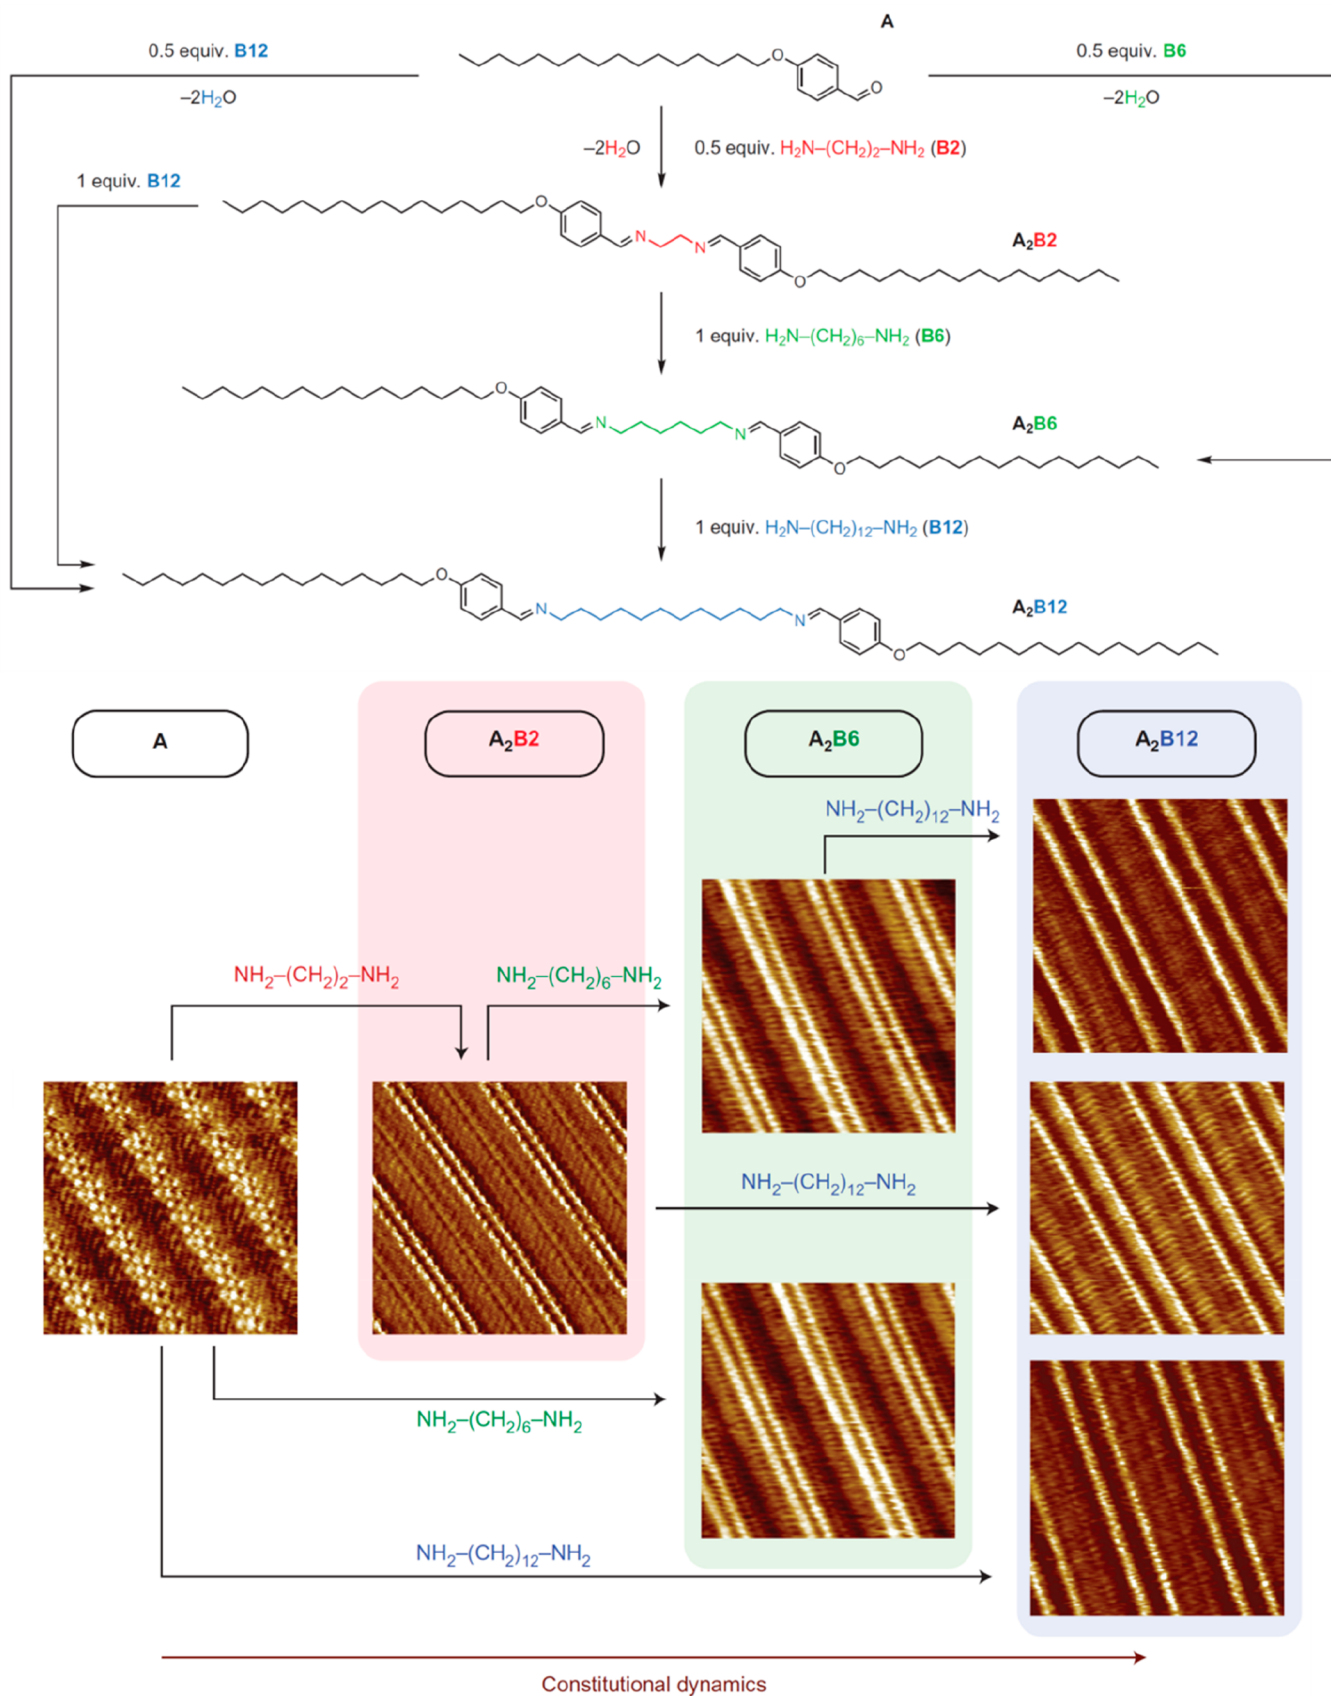 A
0.5 equiv. B12
–2H₂O
0.5 equiv. B6
–2H₂O
O
O
–2H₂O
0.5 equiv. H₂N–(CH₂)₂–NH₂ (B2)
1 equiv. B12
O
N
N
O
A₂B2
1 equiv. H₂N–(CH₂)₆–NH₂ (B6)
O
N
N
O
A₂B6
1 equiv. H₂N–(CH₂)₁₂–NH₂ (B12)
O
N
N
O
A₂B12
A
A₂B2
A₂B6
A₂B12
NH₂–(CH₂)₁₂–NH₂
NH₂–(CH₂)₂–NH₂
NH₂–(CH₂)₆–NH₂
NH₂–(CH₂)₁₂–NH₂
NH₂–(CH₂)₆–NH₂
NH₂–(CH₂)₁₂–NH₂
Constitutional dynamics